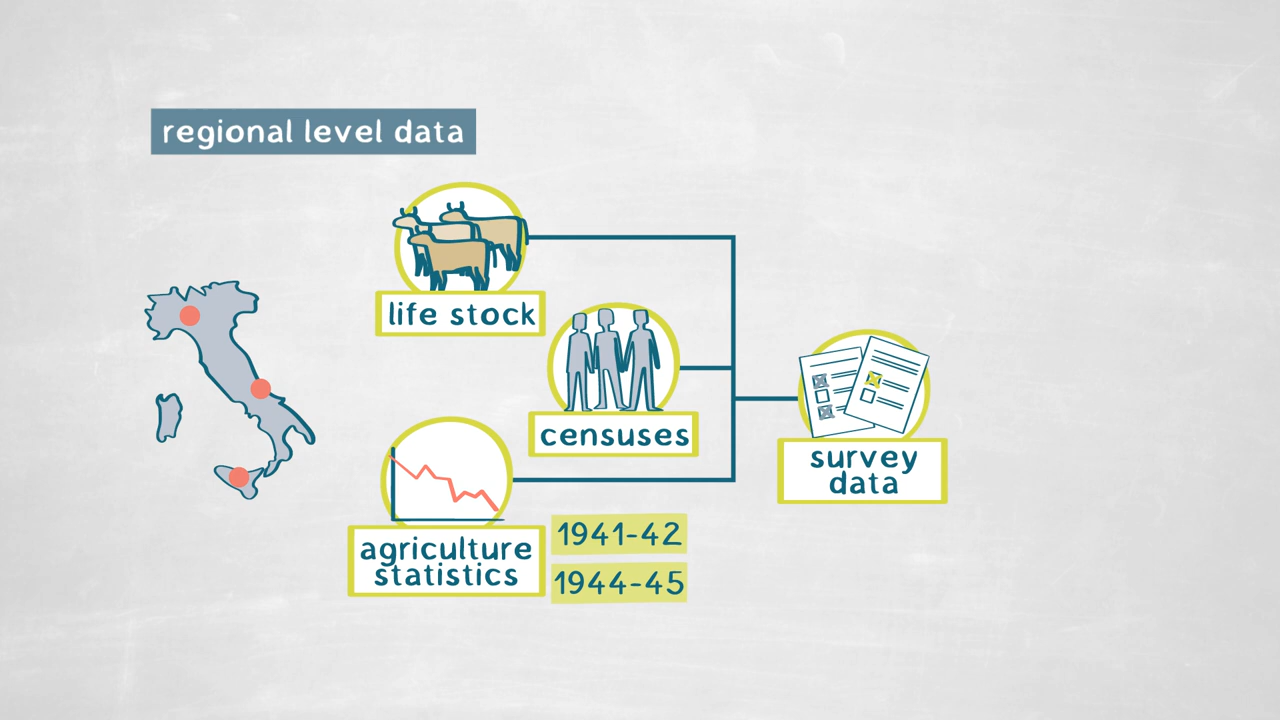 regional level data
life stock
censuses
survey
data
agriculture
statistics
1941-42
1944-45